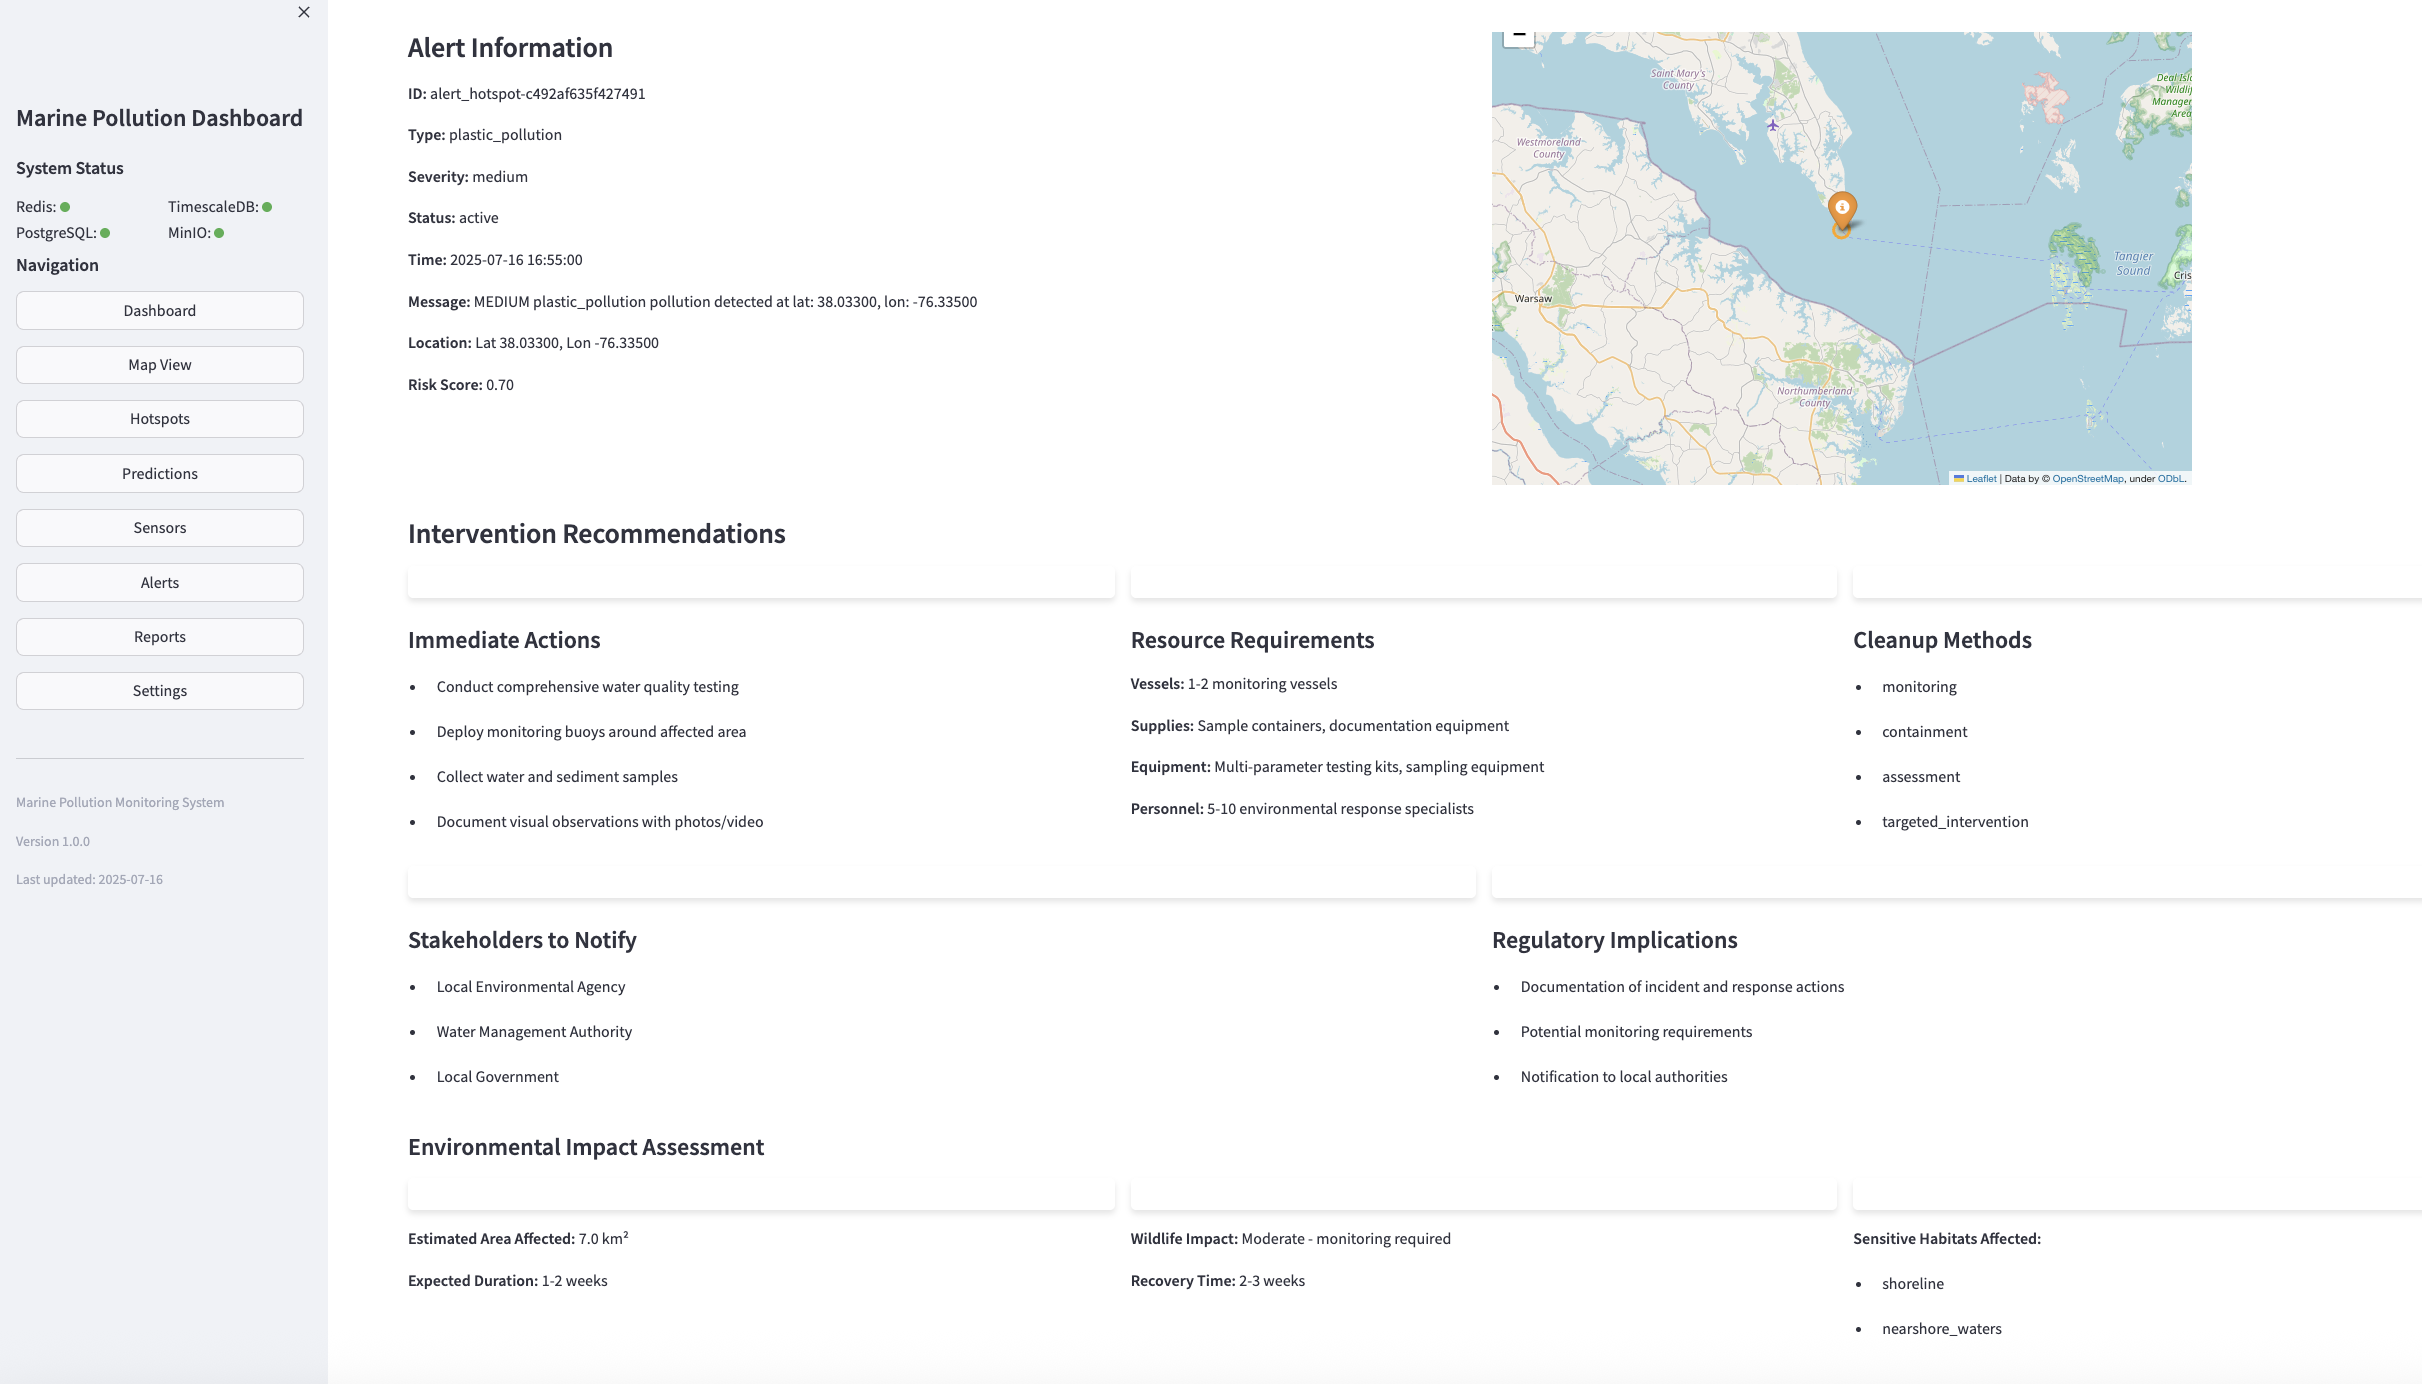 Marine Pollution Dashboard
System Status
Redis:
TimescaleDB:
PostgreSQL:
MinIO:
Navigation
Dashboard
Map View
Hotspots
Predictions
Sensors
Alerts
Reports
Settings
Marine Pollution Monitoring System
Version 1.0.0
Last updated: 2025-07-16
Alert Information
ID: alert_hotspot-c492af635f427491
Type: plastic_pollution
Severity: medium
Status: active
Time: 2025-07-16 16:55:00
Message: MEDIUM plastic_pollution pollution detected at lat: 38.03300, lon: -76.33500
Location: Lat 38.03300, Lon -76.33500
Risk Score: 0.70
Saint Mary's
County
Deal
Manager
Area
Westmoreland
County
Tangier
Sound
Cris
Warsaw
Northumberland
County
Leaflet | Data by © OpenStreetMap, under ODbL.
Intervention Recommendations
Immediate Actions
• Conduct comprehensive water quality testing
• Deploy monitoring buoys around affected area
• Collect water and sediment samples
• Document visual observations with photos/video
Resource Requirements
Vessels: 1-2 monitoring vessels
Supplies: Sample containers, documentation equipment
Equipment: Multi-parameter testing kits, sampling equipment
Personnel: 5-10 environmental response specialists
Cleanup Methods
• monitoring
• containment
• assessment
• targeted_intervention
Stakeholders to Notify
• Local Environmental Agency
• Water Management Authority
• Local Government
Regulatory Implications
• Documentation of incident and response actions
• Potential monitoring requirements
• Notification to local authorities
Environmental Impact Assessment
Estimated Area Affected: 7.0 km²
Expected Duration: 1-2 weeks
Wildlife Impact: Moderate - monitoring required
Recovery Time: 2-3 weeks
Sensitive Habitats Affected:
• shoreline
• nearshore_waters